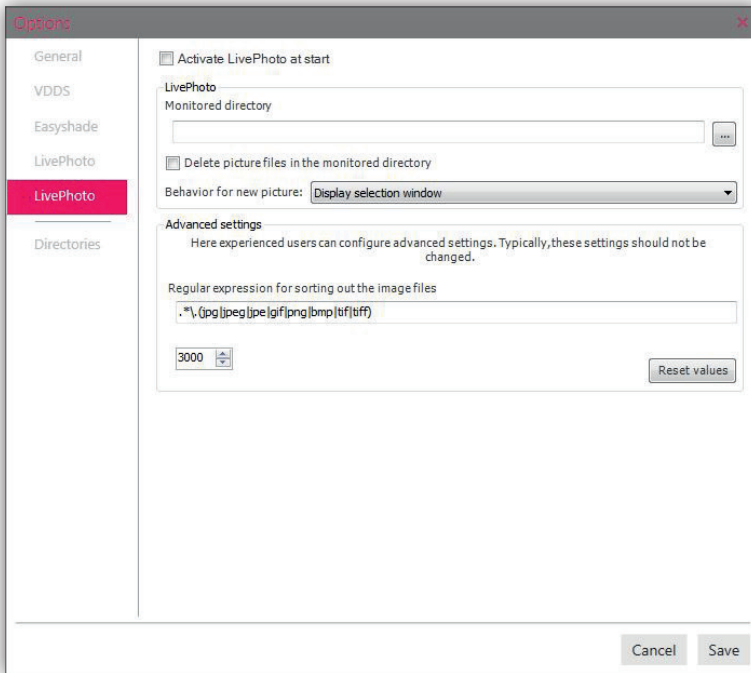 Options
General
VDDS
Easyshade
LivePhoto
LivePhoto
Directories
Activate LivePhoto at start
LivePhoto
Monitored directory
...
Delete picture files in the monitored directory
Behavior for new picture: Display selection window
Advanced settings
Here experienced users can configure advanced settings. Typically,these settings should not be
changed.
Regular expression for sorting out the image files
.*\.(jpg|jpeg|jpe|gif|png|bmp|tif|tiff)
3000
Reset values
Cancel Save